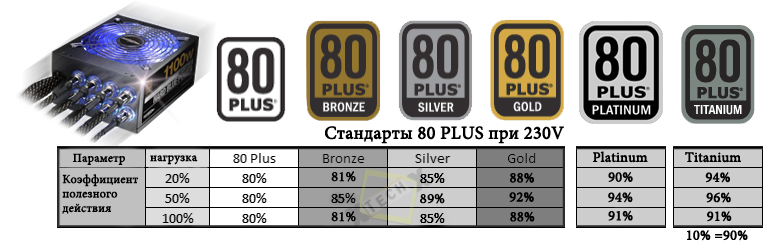 1100W
80
PLUS®
80
PLUS®
BRONZE
80
PLUS®
SILVER
80
PLUS®
GOLD
80
PLUS®
PLATINUM
80
PLUS®
TITANIUM
Стандарты 80 PLUS при 230V
Параметр нагрузка 80 Plus Bronze Silver Gold Platinum Titanium
Коэффициент 20% 80% 81% 85% 88% 90% 94%
полезного 50% 80% 85% 89% 92% 94% 96%
действия 100% 80% 81% 85% 88% 91% 91%
10% =90%
ITECH